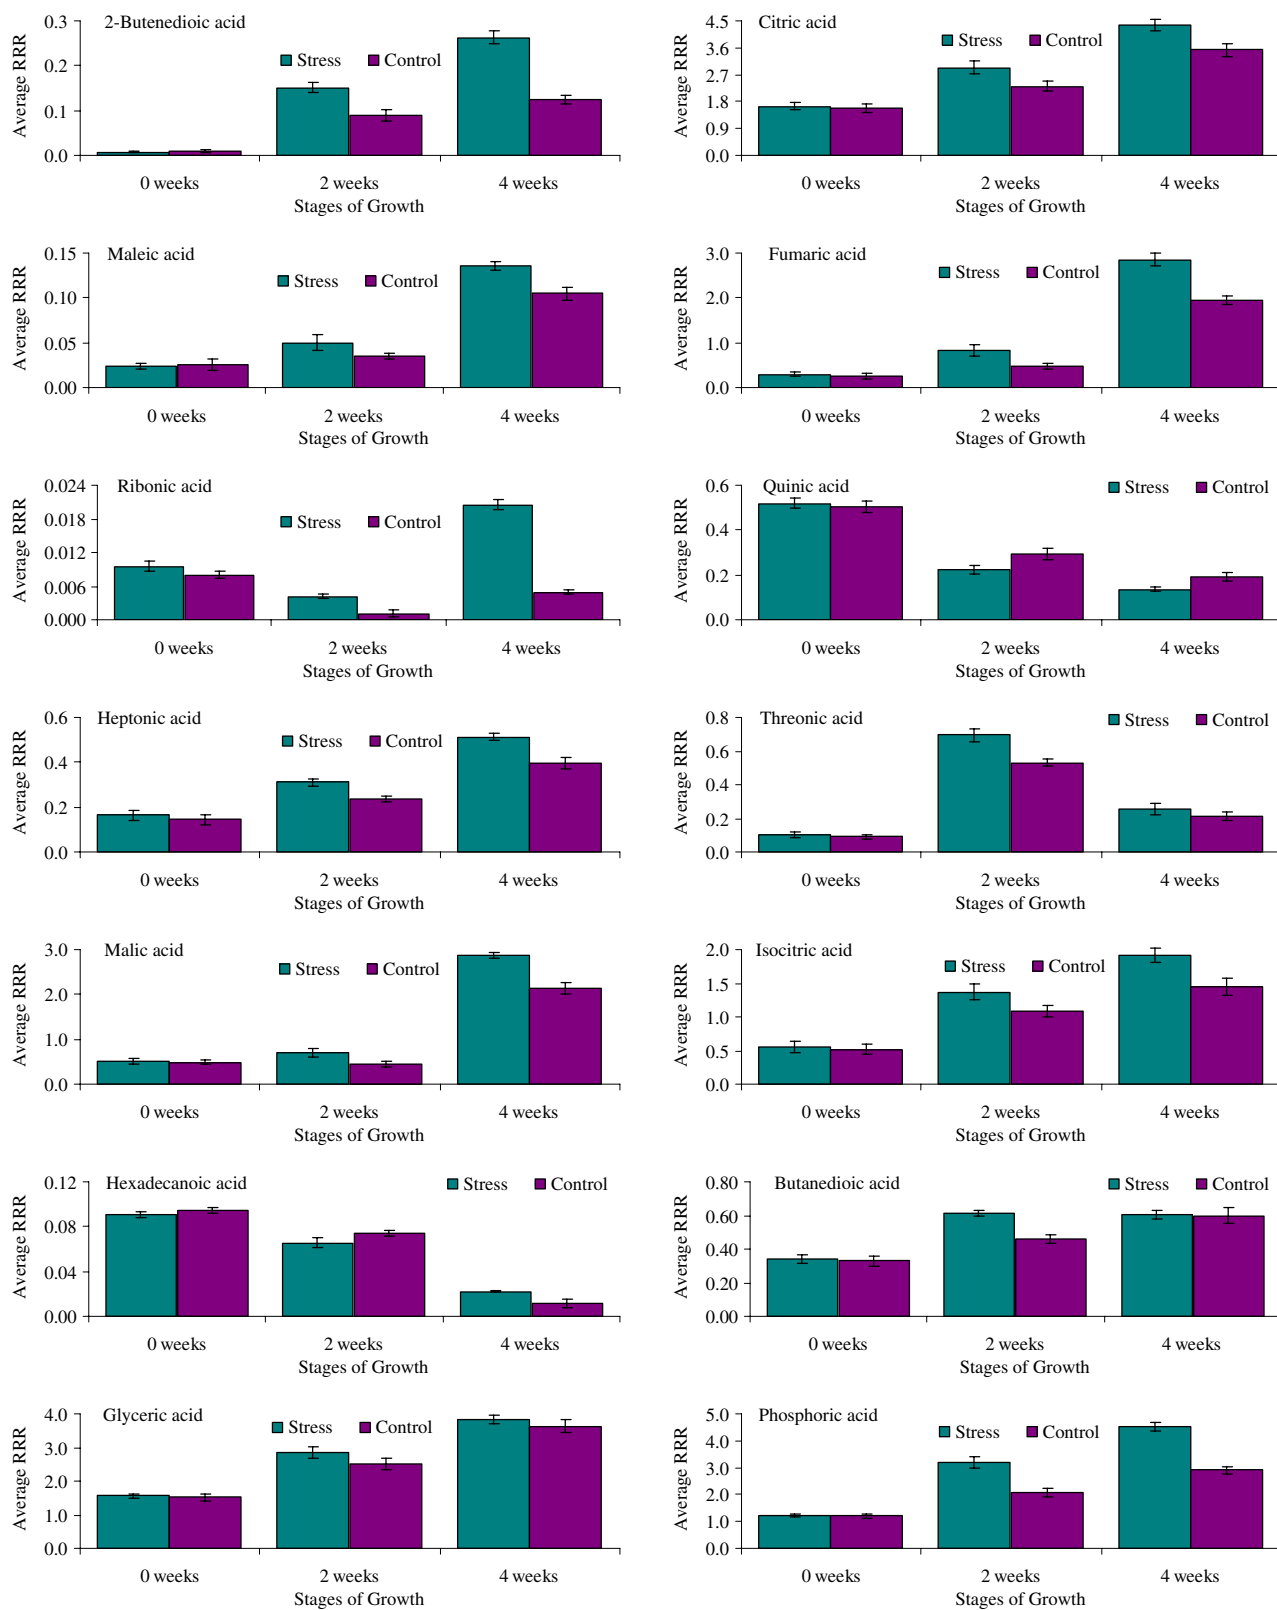 2-Butenedioic acid
Average RRR
0.3
0.2
0.1
0.0
Stress
Control
0 weeks
2 weeks
4 weeks
Stages of Growth
Citric acid
Average RRR
4.5
3.6
2.7
1.8
0.9
0.0
Stress
Control
0 weeks
2 weeks
4 weeks
Stages of Growth
Maleic acid
Average RRR
0.15
0.10
0.05
0.00
Stress
Control
0 weeks
2 weeks
4 weeks
Stages of Growth
Fumaric acid
Average RRR
3.0
2.0
1.0
0.0
Stress
Control
0 weeks
2 weeks
4 weeks
Stages of Growth
Ribonic acid
Average RRR
0.024
0.018
0.012
0.006
0.000
Stress
Control
0 weeks
2 weeks
4 weeks
Stages of Growth
Quinic acid
Average RRR
0.6
0.4
0.2
0.0
Stress
Control
0 weeks
2 weeks
4 weeks
Stages of Growth
Heptonic acid
Average RRR
0.6
0.4
0.2
0.0
Stress
Control
0 weeks
2 weeks
4 weeks
Stages of Growth
Threonic acid
Average RRR
0.8
0.6
0.4
0.2
0.0
Stress
Control
0 weeks
2 weeks
4 weeks
Stages of Growth
Malic acid
Average RRR
3.0
2.0
1.0
0.0
Stress
Control
0 weeks
2 weeks
4 weeks
Stages of Growth
Isocitric acid
Average RRR
2.0
1.5
1.0
0.5
0.0
Stress
Control
0 weeks
2 weeks
4 weeks
Stages of Growth
Hexadecanoic acid
Average RRR
0.12
0.08
0.04
0.00
Stress
Control
0 weeks
2 weeks
4 weeks
Stages of Growth
Butanedioic acid
Average RRR
0.80
0.60
0.40
0.20
0.00
Stress
Control
0 weeks
2 weeks
4 weeks
Stages of Growth
Glyceric acid
Average RRR
4.0
3.0
2.0
1.0
0.0
Stress
Control
0 weeks
2 weeks
4 weeks
Stages of Growth
Phosphoric acid
Average RRR
5.0
4.0
3.0
2.0
1.0
0.0
Stress
Control
0 weeks
2 weeks
4 weeks
Stages of Growth